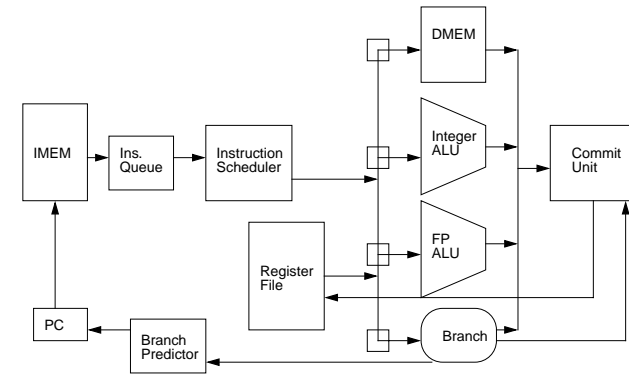 DMEM
IMEM
Ins.
Queue
Instruction
Scheduler
Integer
ALU
Commit
Unit
Register
File
FP
ALU
PC
Branch
Predictor
Branch